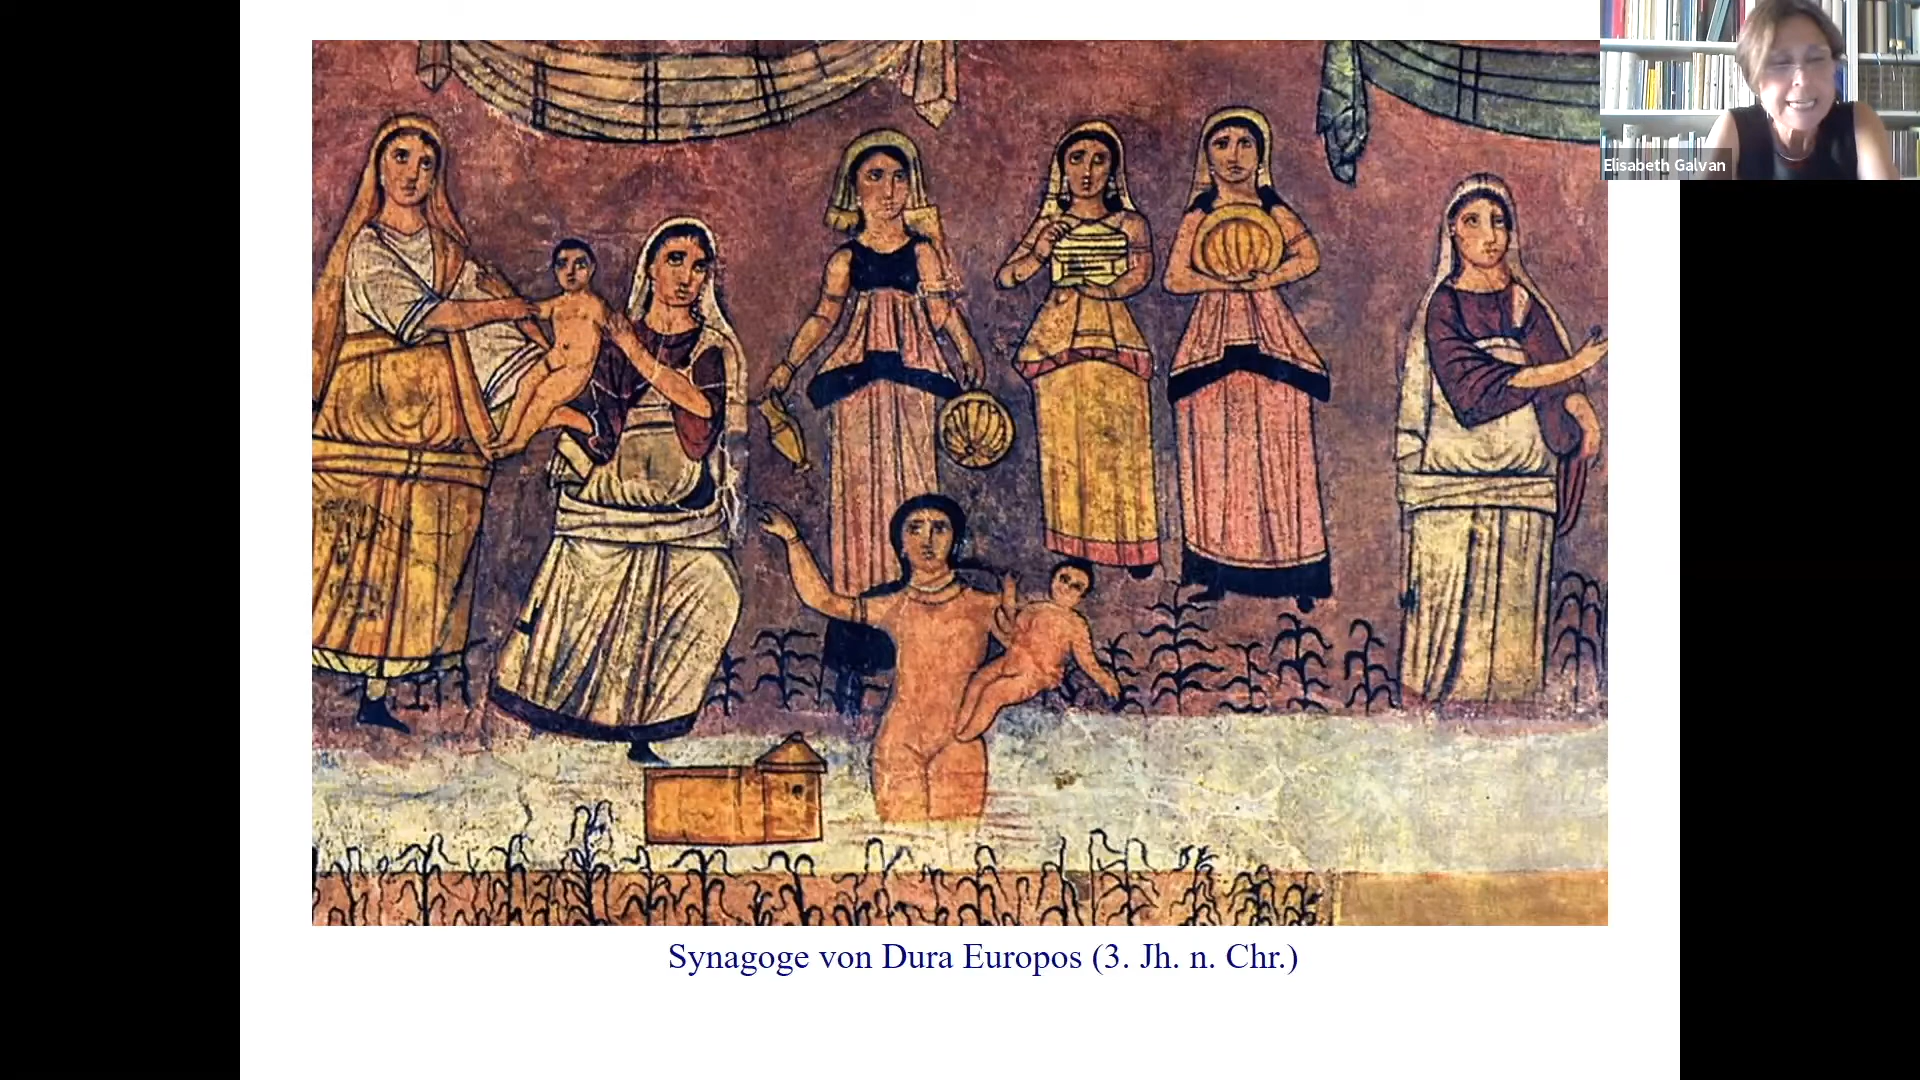 Elisabeth Galvan
Synagoge von Dura Europos (3. Jh. n. Chr.)